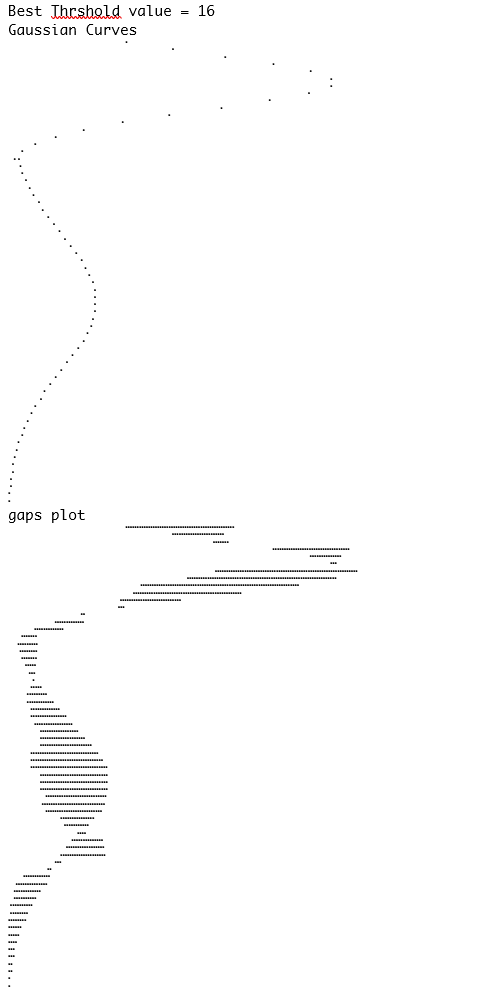 Best Thrshold value = 16
Gaussian Curves
gaps plot